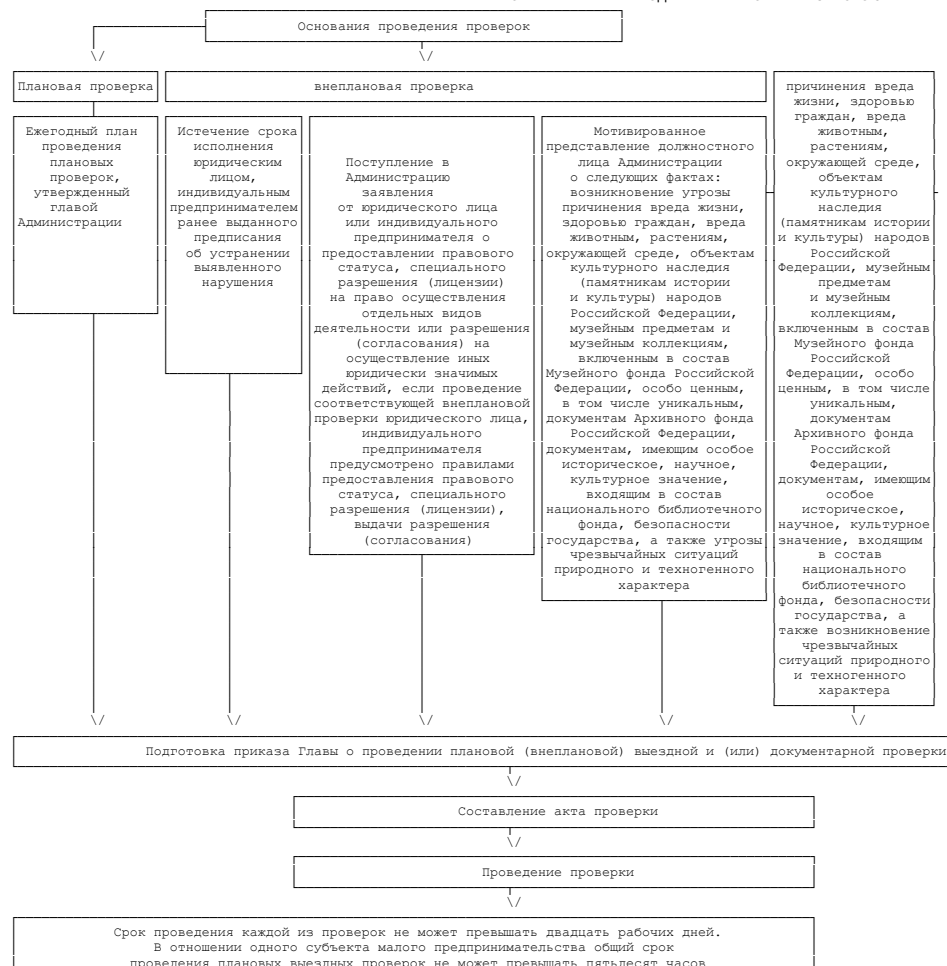 Основания проведения проверок
\/
\/
Плановая проверка
внеплановая проверка
Ежегодный план
проведения
плановых
проверок,
утвержденный
главой
Администрации
Истечение срока
исполнения
юридическим
лицом,
индивидуальным
предпринимателем
ранее выданного
предписания
об устранении
выявленного
нарушения
Поступление в
Администрацию
заявления
от юридического лица
или индивидуального
предпринимателя о
предоставлении правового
статуса, специального
разрешения (лицензии)
на право осуществления
отдельных видов
деятельности или разрешения
(согласования) на
осуществление иных
юридически значимых
действий, если проведение
соответствующей внеплановой
проверки юридического лица,
индивидуального
предпринимателя
предусмотрено правилами
предоставления правового
статуса, специального
разрешения (лицензии),
выдачи разрешения
(согласования)
Мотивированное
представление должностного
лица Администрации
о следующих фактах:
возникновение угрозы
причинения вреда жизни,
здоровью граждан, вреда
животным, растениям,
окружающей среде, объектам
культурного наследия
(памятникам истории
и культуры) народов
Российской Федерации,
музейным предметам и
музейным коллекциям,
включенным в состав
Музейного фонда Российской
Федерации, особо ценным,
в том числе уникальным,
документам Архивного фонда
Российской Федерации,
документам, имеющим особое
историческое, научное,
культурное значение,
входящим в состав
национального библиотечного
фонда, безопасности
государства, а также угрозы
чрезвычайных ситуаций
природного и техногенного
характера
причинения вреда
жизни, здоровью
граждан, вреда
животным,
растениям,
окружающей среде,
объектам
культурного
наследия
(памятникам истории
и культуры) народов
Российской
Федерации, музейным
предметам
и музейным
коллекциям,
включенным в состав
Музейного фонда
Российской
Федерации, особо
ценным, в том числе
уникальным,
документам
Архивного фонда
Российской
Федерации,
документам, имеющим
особое
историческое,
научное, культурное
значение, входящим
в состав
национального
библиотечного
фонда, безопасности
государства, а
также возникновение
чрезвычайных
ситуаций природного
и техногенного
характера
\/ \/ \/ \/ \/
Подготовка приказа Главы о проведении плановой (внеплановой) выездной и (или) документарной проверки
\/
Составление акта проверки
\/
Проведение проверки
\/
Срок проведения каждой из проверок не может превышать двадцать рабочих дней.
В отношении одного субъекта малого предпринимательства общий срок
проведения плановых выездных проверок не может превышать пятьдесят часов